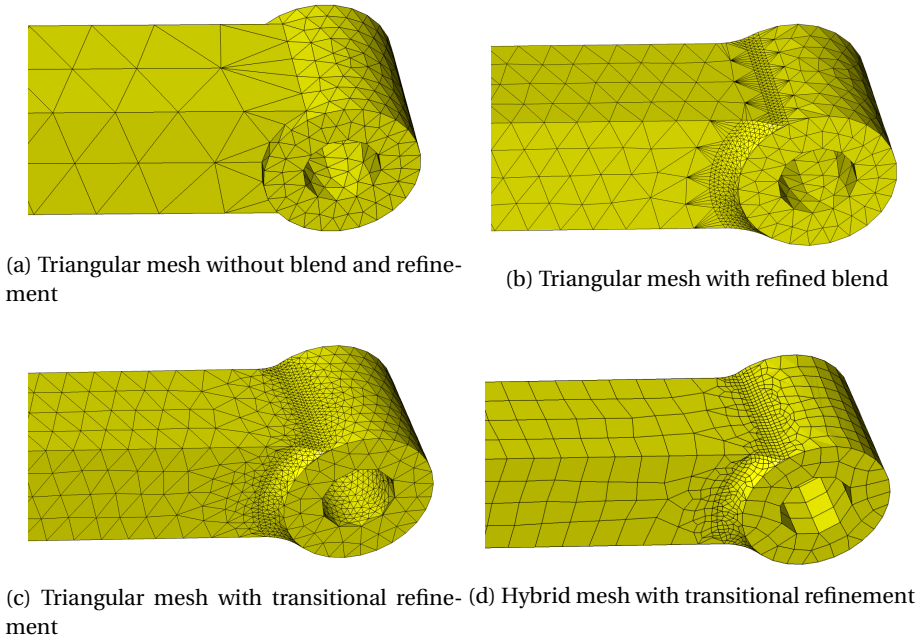 (a) Triangular mesh without blend and refine-
ment
(b) Triangular mesh with refined blend
(c) Triangular mesh with transitional refine-
ment
(d) Hybrid mesh with transitional refinement